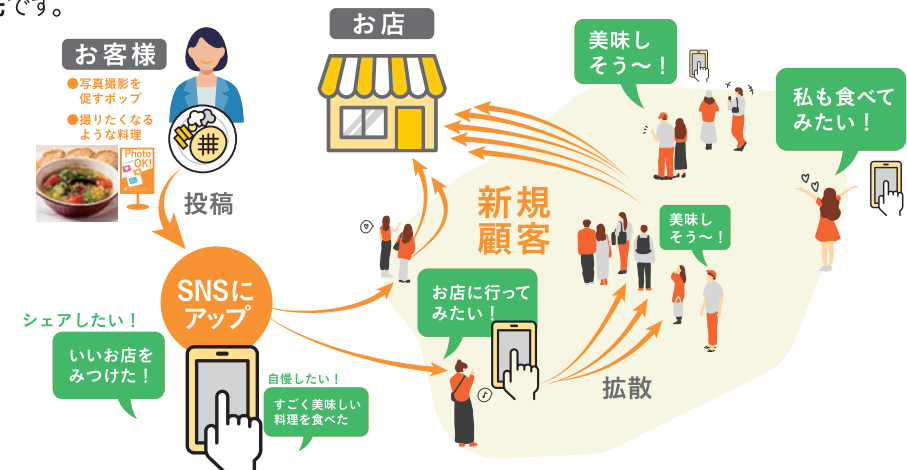 です。
お客様
●写真撮影を
促すポップ
●撮りたくなる
ような料理
Photo
OK!
投稿
SNSに
アップ
シェアしたい！
いいお店を
みつけた！
自慢したい！
すごく美味しい
料理を食べた
お店
新規
顧客
お店に行って
みたい！
拡散
美味し
そう〜！
美味し
そう〜！
私も食べて
みたい！